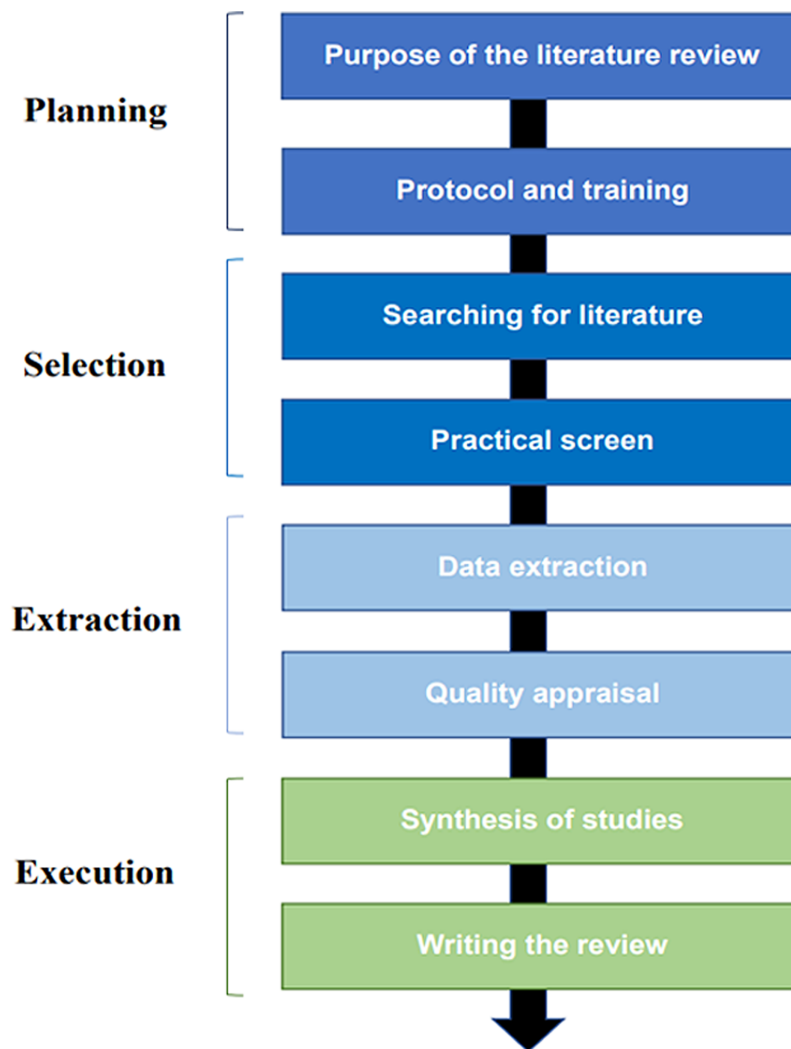 Planning
Purpose of the literature review
Protocol and training
Selection
Searching for literature
Practical screen
Extraction
Data extraction
Quality appraisal
Execution
Synthesis of studies
Writing the review